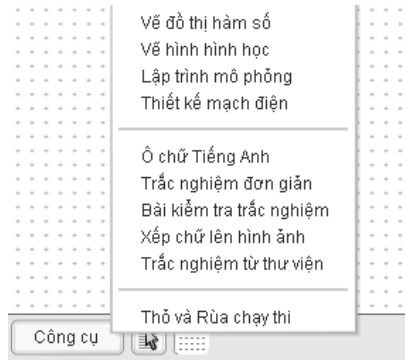 Vẽ đồ thị hàm số
Vẽ hình hình học
Lập trình mô phỏng
Thiết kế mạch điện
Ô chữ Tiếng Anh
Trắc nghiệm đơn giản
Bài kiểm tra trắc nghiệm
Xếp chữ lên hình ảnh
Trắc nghiệm từ thư viện
Thỏ và Rùa chạy thi
Công cụ